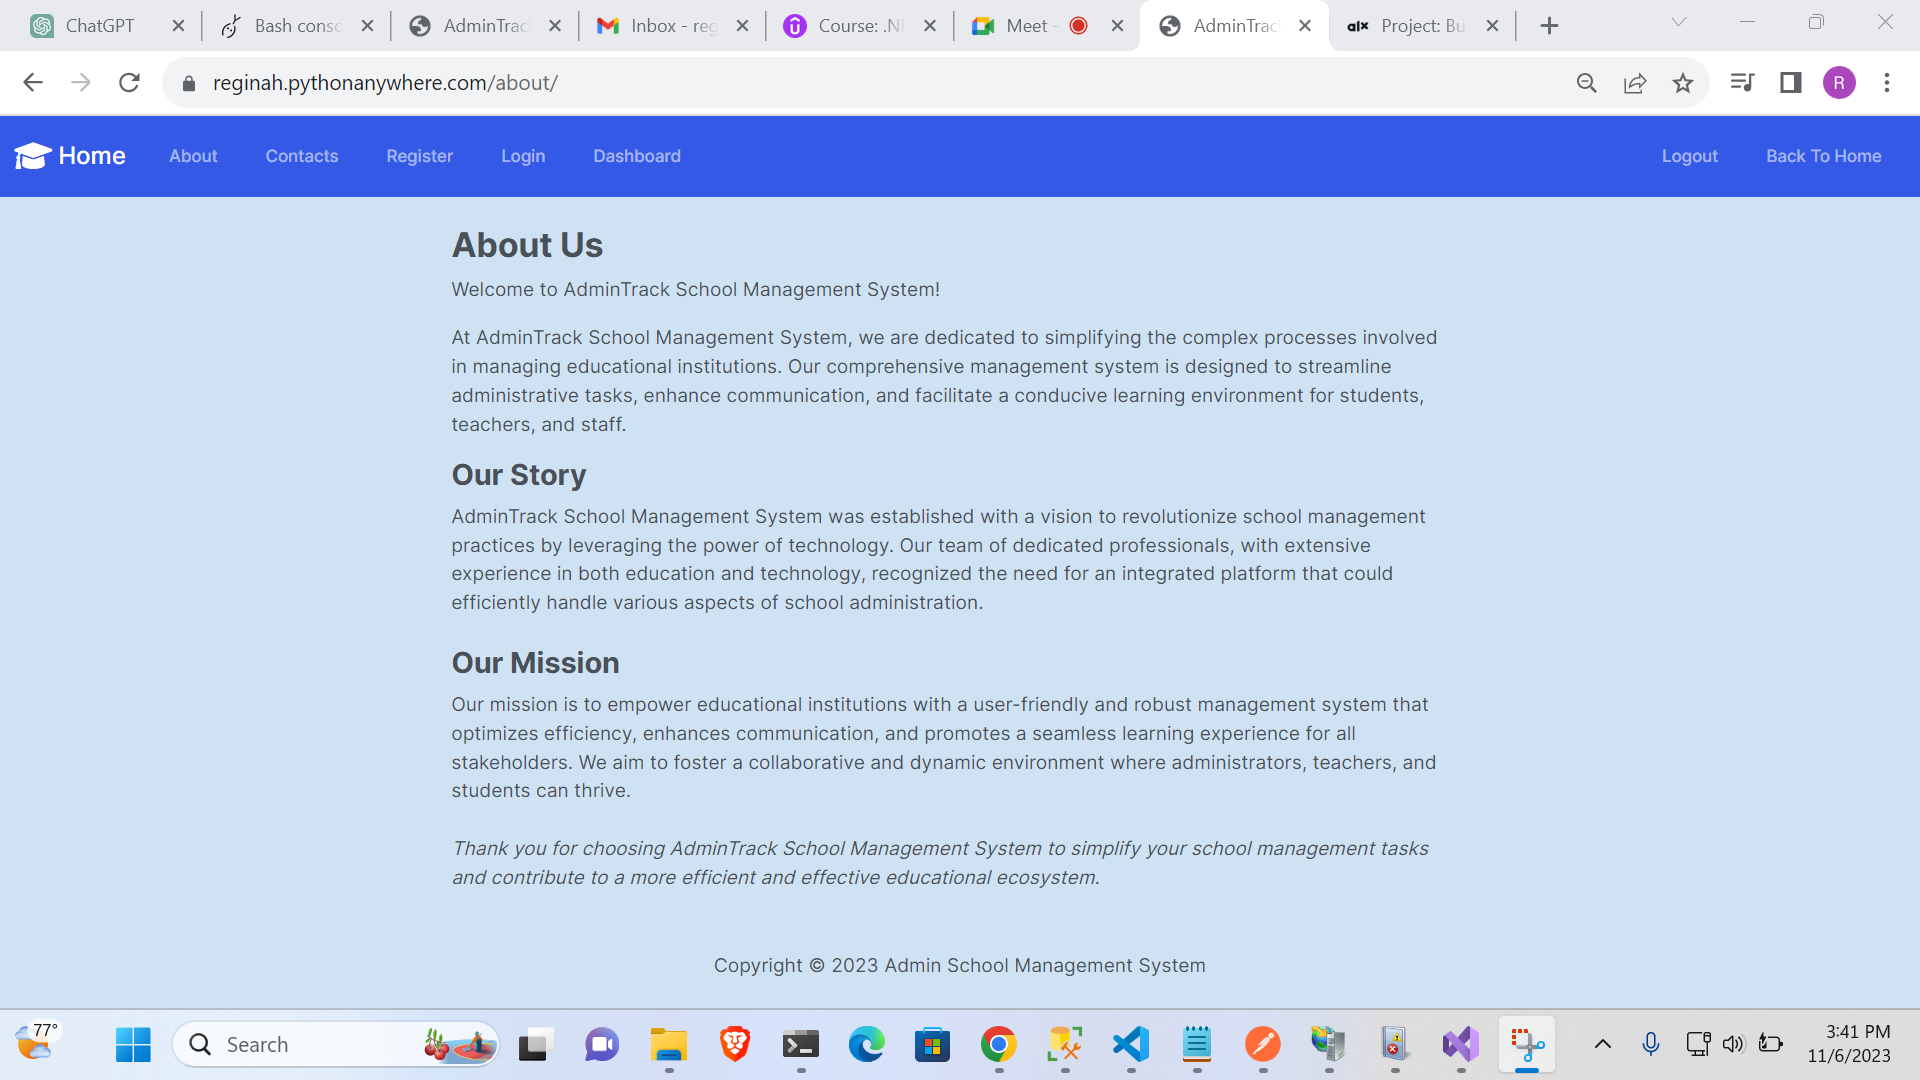 ChatGPT
Bash consc
AdminTrac
Inbox - reg
Course: .NE
Meet -
AdminTrac
alx Project: Bu
reginah.pythonanywhere.com/about/
R
Home
About
Contacts
Register
Login
Dashboard
Logout
Back To Home
About Us
Welcome to AdminTrack School Management System!
At AdminTrack School Management System, we are dedicated to simplifying the complex processes involved
in managing educational institutions. Our comprehensive management system is designed to streamline
administrative tasks, enhance communication, and facilitate a conducive learning environment for students,
teachers, and staff.
Our Story
AdminTrack School Management System was established with a vision to revolutionize school management
practices by leveraging the power of technology. Our team of dedicated professionals, with extensive
experience in both education and technology, recognized the need for an integrated platform that could
efficiently handle various aspects of school administration.
Our Mission
Our mission is to empower educational institutions with a user-friendly and robust management system that
optimizes efficiency, enhances communication, and promotes a seamless learning experience for all
stakeholders. We aim to foster a collaborative and dynamic environment where administrators, teachers, and
students can thrive.
Thank you for choosing AdminTrack School Management System to simplify your school management tasks
and contribute to a more efficient and effective educational ecosystem.
Copyright © 2023 Admin School Management System
77°
Search
3:41 PM
11/6/2023